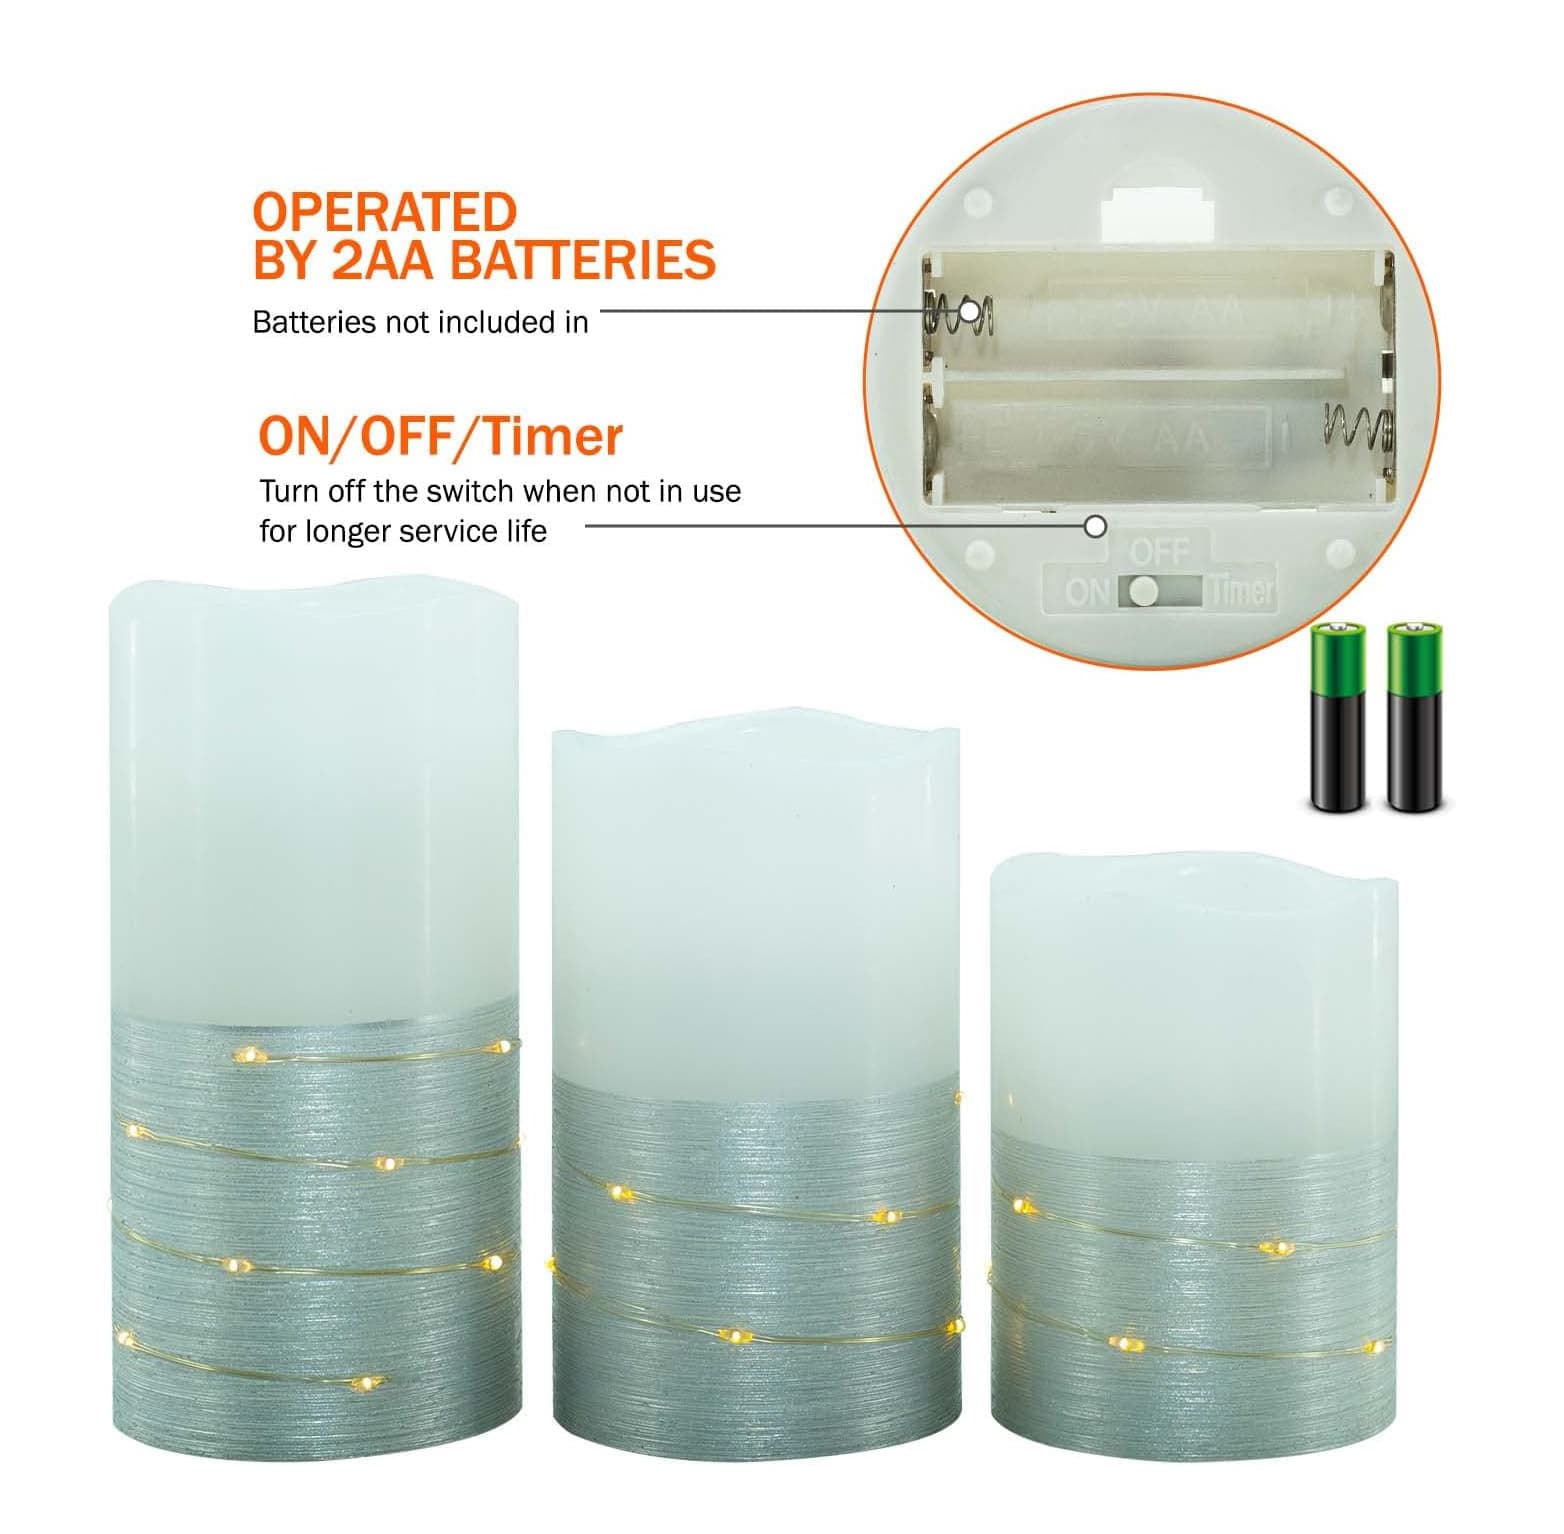 OPERATED
BY 2AA BATTERIES
Batteries not included in
ON/OFF/Timer
Turn off the switch when not in use
for longer service life
AA
AA
OFF
ON Timer